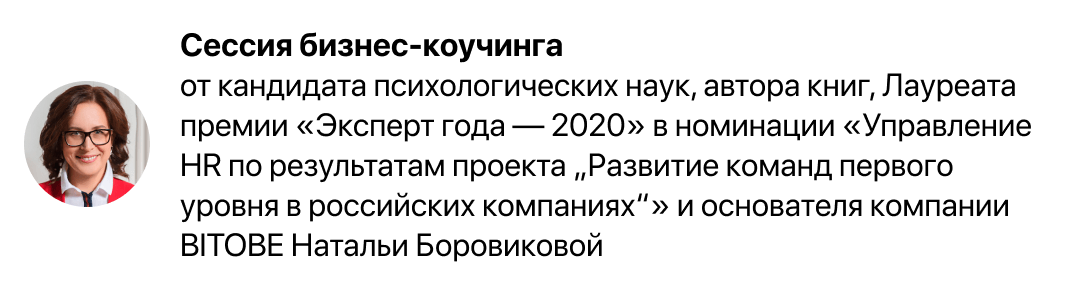 Сессия бизнес-коучинга
от кандидата психологических наук, автора книг, Лауреата
премии «Эксперт года — 2020» в номинации «Управление
HR по результатам проекта „Развитие команд первого
уровня в российских компаниях“» и основателя компании
BITOBE Натальи Боровиковой